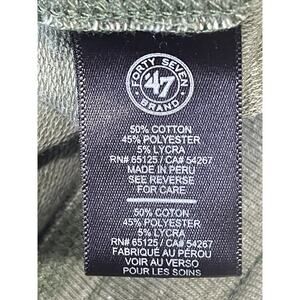 FORTY SEVEN
'47
BRAND
50% COTTON
45% POLYESTER
5% LYCRA
RN# 65125 / CA# 54267
MADE IN PERU
SEE REVERSE
FOR CARE
50% COTON
45% POLYESTER
5% LYCRA
RN# 65125 / CA# 54267
FABRIQUÉ AU PÉROU
VOIR AU VERSO
POUR LES SOINS